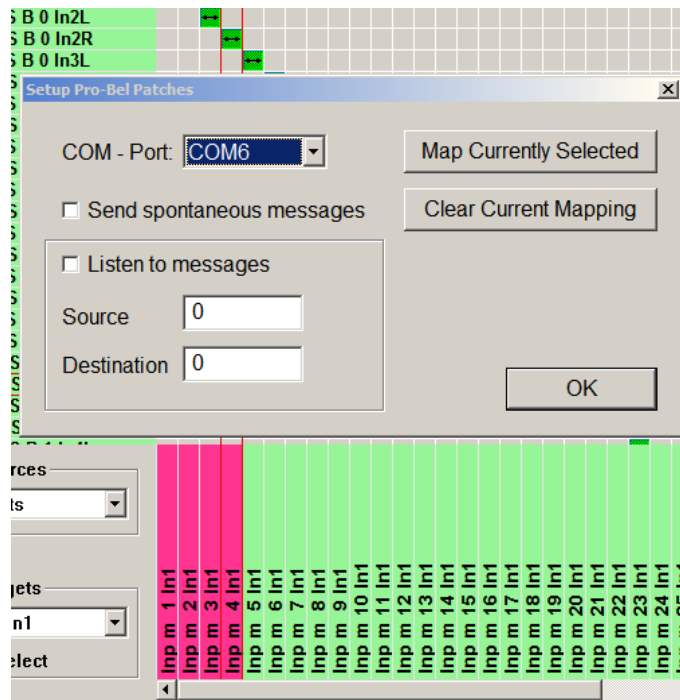 S B 0 In2L
S B 0 In2R
S B 0 In3L
Setup Pro-Bel Patches
COM - Port:
COM6
Map Currently Selected
Send spontaneous messages
Clear Current Mapping
Listen to messages
Source
0
Destination
0
OK
rces
ts
gets
n1
elect
Inp m 1 In1
Inp m 2 In1
Inp m 3 In1
Inp m 4 In1
Inp m 5 In1
Inp m 6 In1
Inp m 7 In1
Inp m 8 In1
Inp m 9 In1
Inp m 10 In1
Inp m 11 In1
Inp m 12 In1
Inp m 13 In1
Inp m 14 In1
Inp m 15 In1
Inp m 16 In1
Inp m 17 In1
Inp m 18 In1
Inp m 19 In1
Inp m 20 In1
Inp m 21 In1
Inp m 22 In1
Inp m 23 In1
Inp m 24 In1